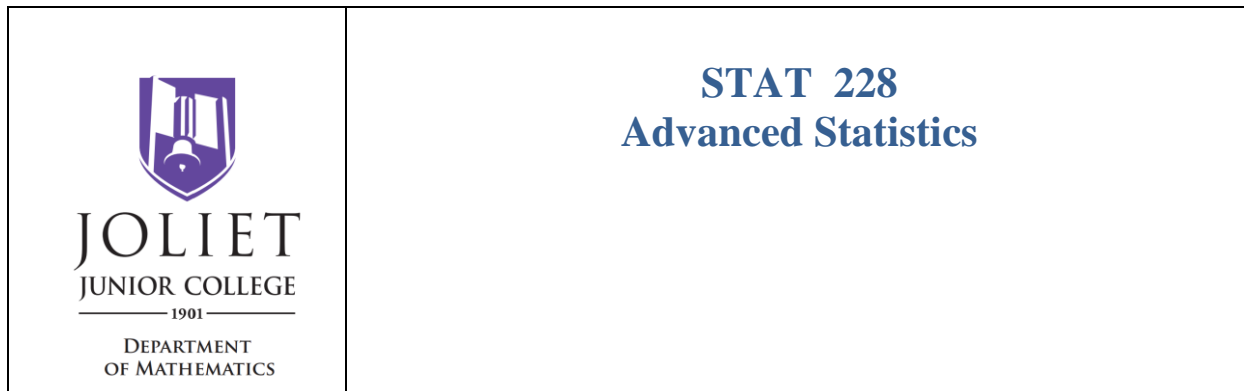 JOLIET
JUNIOR COLLEGE
1901
DEPARTMENT
OF MATHEMATICS
STAT 228
Advanced Statistics